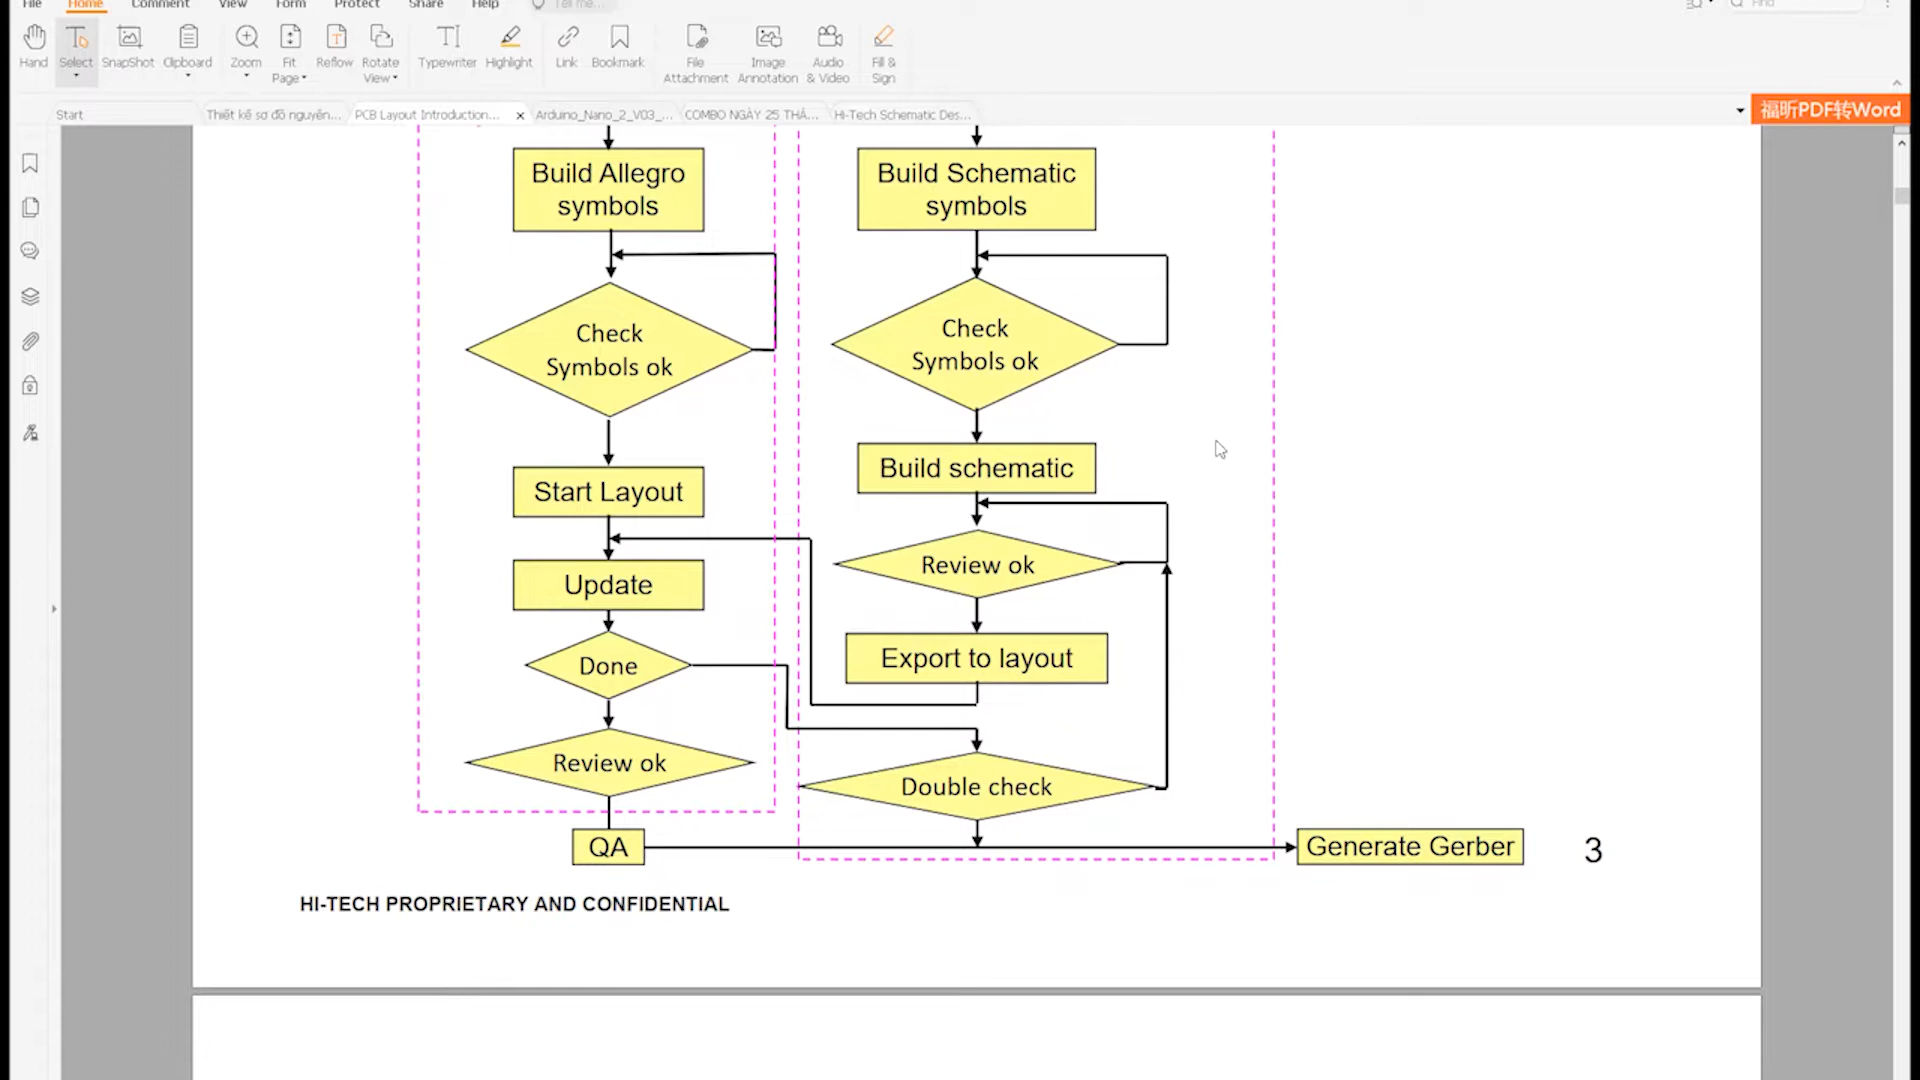 File Home Comment View Form Protect Share Help Tell me... Find
Hand Select SnapShot Clipboard Zoom Fit Page Reflow Rotate View Typewriter Highlight Link Bookmark File Attachment Image Annotation Audio & Video Fill & Sign
Start Thiết kế sơ đồ nguyên... PCB Layout Introduction... Arduino_Nano_2_V03_... COMBO NGÀY 25 THÁ... HI-Tech Schematic Des... 福昕PDF转Word
Build Allegro
symbols
Build Schematic
symbols
Check
Symbols ok
Check
Symbols ok
Start Layout
Build schematic
Update
Review ok
Done
Export to layout
Review ok
Double check
QA
Generate Gerber
3
HI-TECH PROPRIETARY AND CONFIDENTIAL